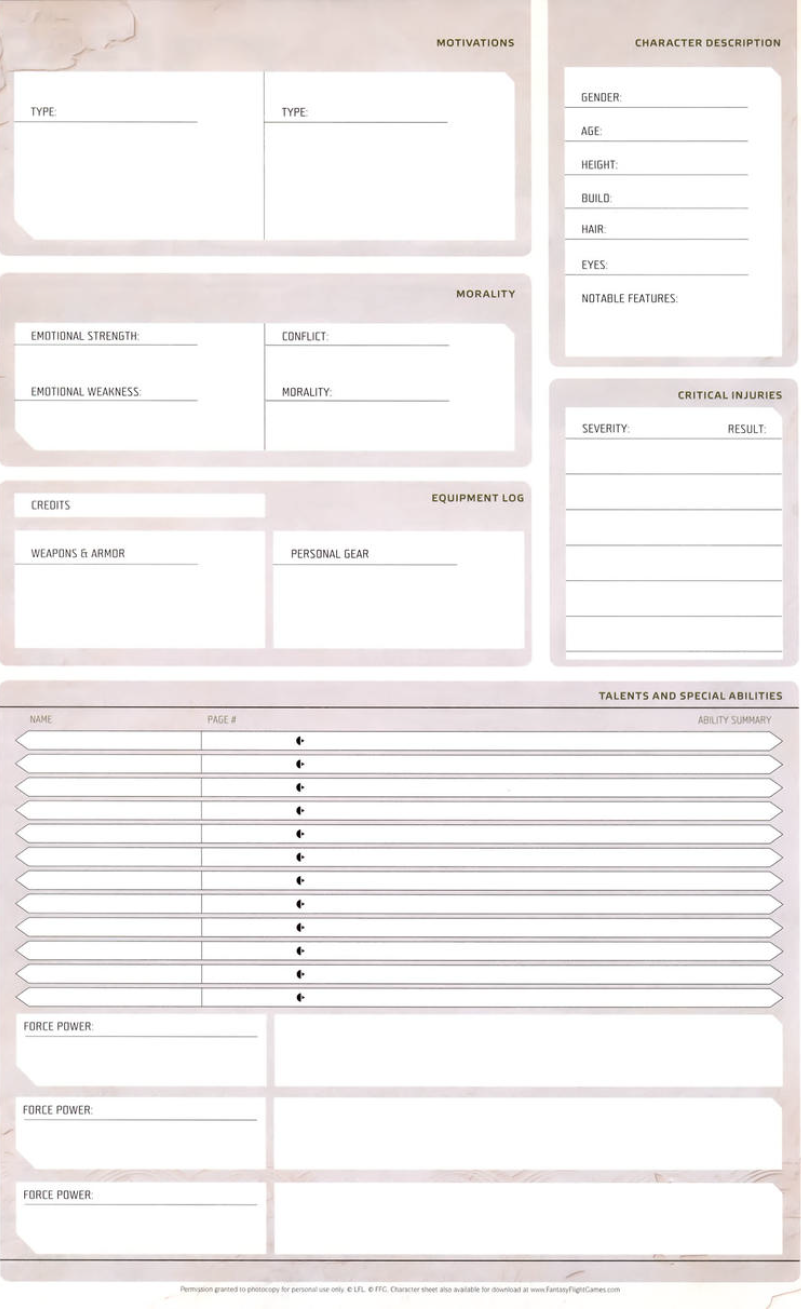 MOTIVATIONS
TYPE:
TYPE:
CHARACTER DESCRIPTION
GENDER:
AGE:
HEIGHT:
BUILD:
HAIR:
EYES:
NOTABLE FEATURES:
MORALITY
EMOTIONAL STRENGTH:
CONFLICT:
EMOTIONAL WEAKNESS:
MORALITY:
CRITICAL INJURIES
SEVERITY: RESULT:
EQUIPMENT LOG
CREDITS
WEAPONS & ARMOR
PERSONAL GEAR
TALENTS AND SPECIAL ABILITIES
NAME PAGE # ABILITY SUMMARY
FORCE POWER:
FORCE POWER:
FORCE POWER:
Permission granted to photocopy for personal use only. © LFL © FFG. Character sheet also available for download at www.FantasyFlightGames.com